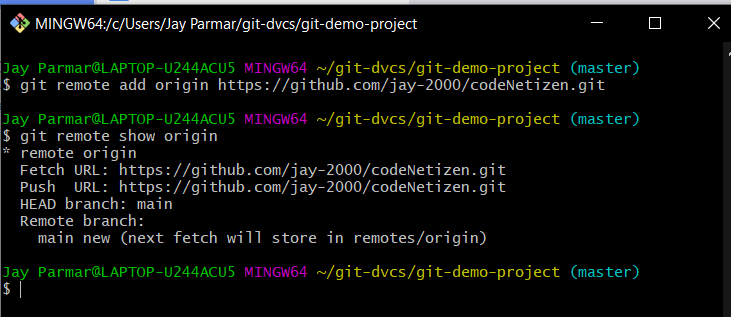 MINGW64:/c/Users/Jay Parmar/git-dvcs/git-demo-project
Jay Parmar@LAPTOP-U244ACU5 MINGW64 ~/git-dvcs/git-demo-project (master)
$ git remote add origin https://github.com/jay-2000/codeNetizen.git
Jay Parmar@LAPTOP-U244ACU5 MINGW64 ~/git-dvcs/git-demo-project (master)
$ git remote show origin
* remote origin
  Fetch URL: https://github.com/jay-2000/codeNetizen.git
  Push  URL: https://github.com/jay-2000/codeNetizen.git
  HEAD branch: main
  Remote branch:
    main new (next fetch will store in remotes/origin)
Jay Parmar@LAPTOP-U244ACU5 MINGW64 ~/git-dvcs/git-demo-project (master)
$